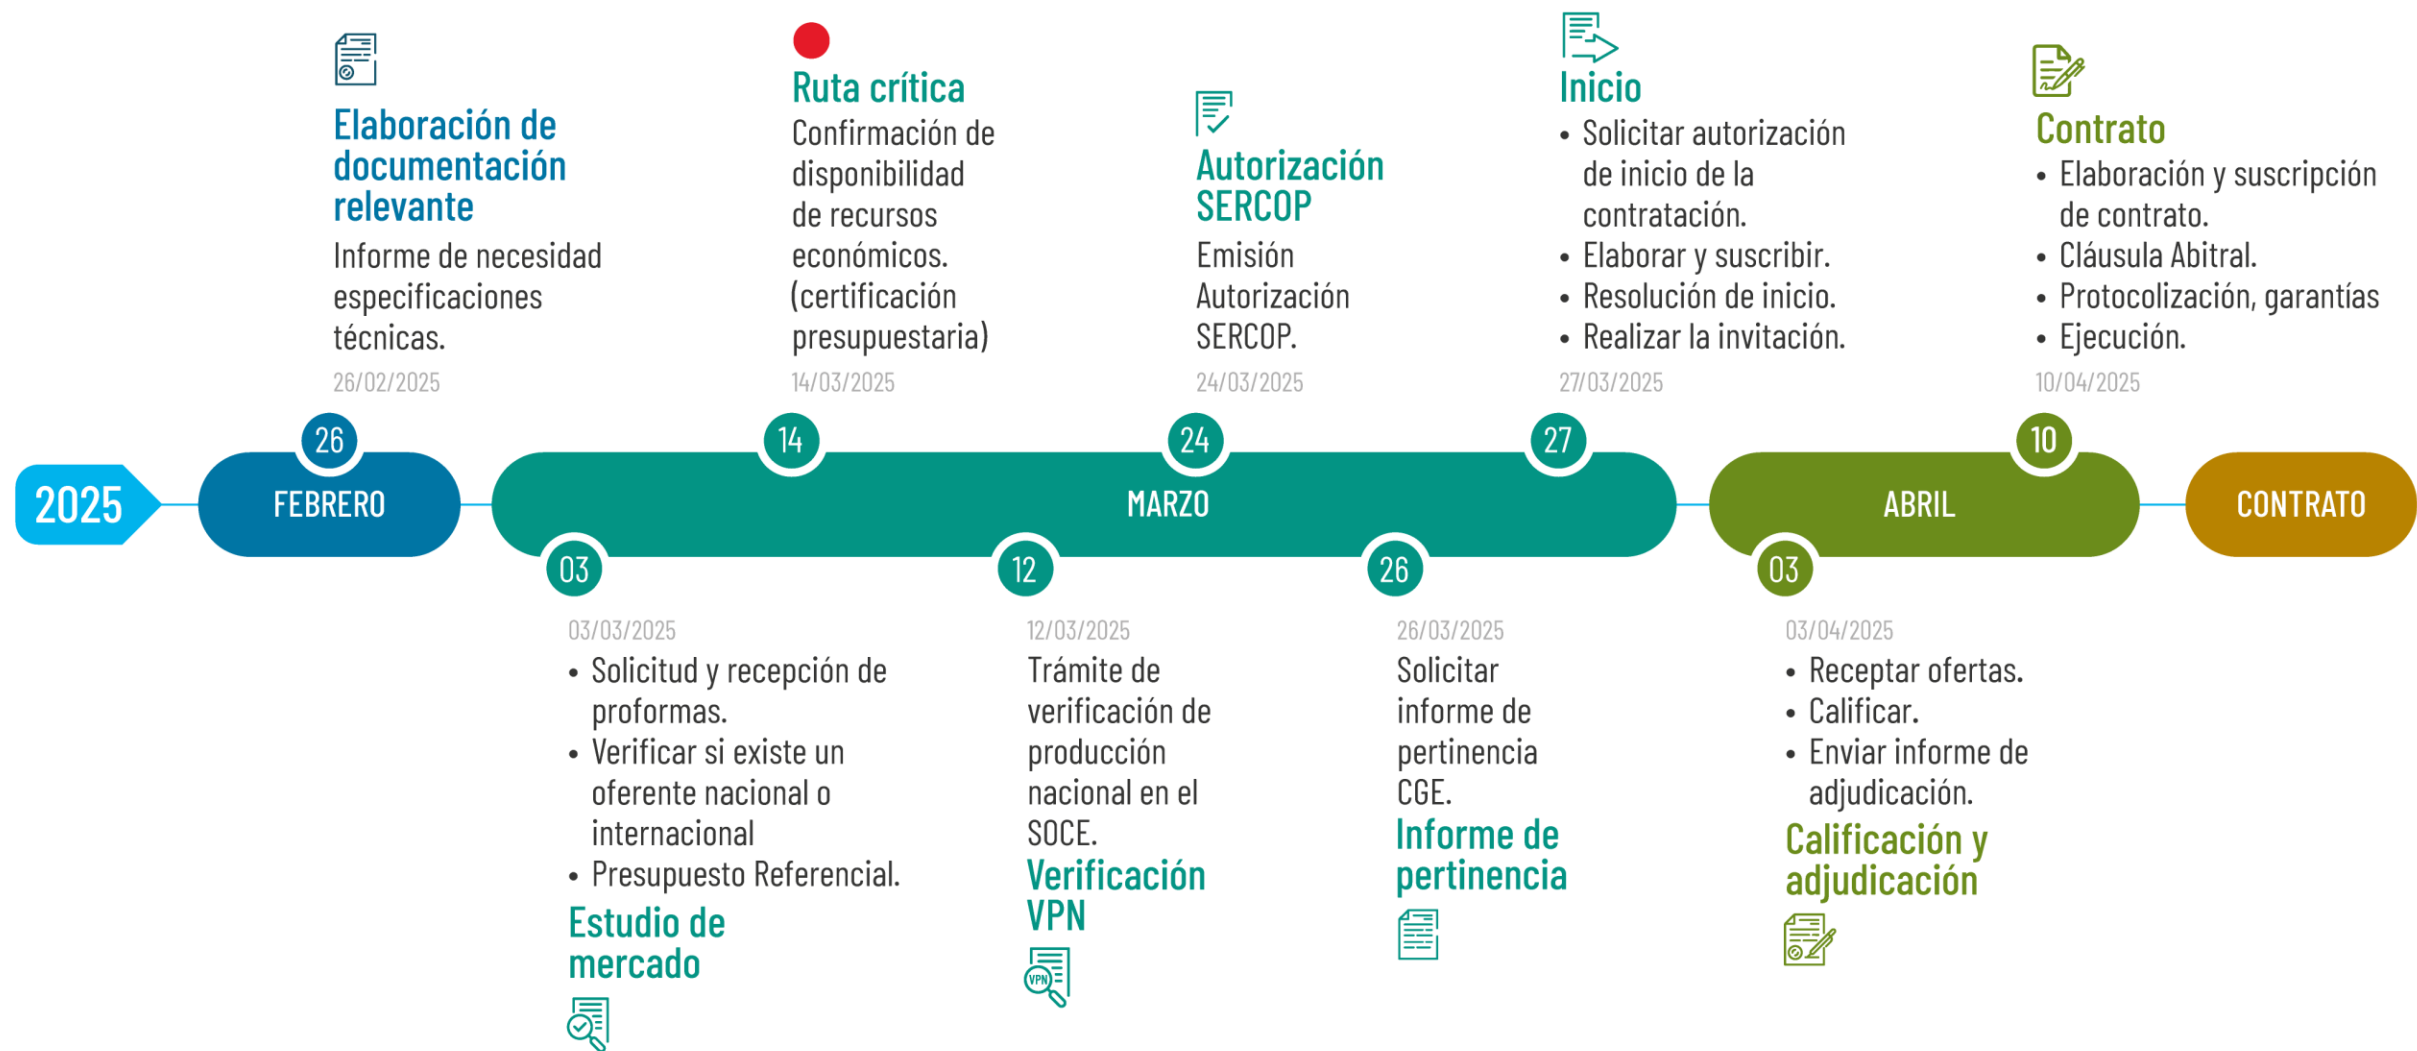 Elaboración de
documentación
relevante
Informe de necesidad
especificaciones
técnicas.
26/02/2025
Ruta crítica
Confirmación de
disponibilidad
de recursos
económicos.
(certificación
presupuestaria)
14/03/2025
Autorización
SERCOP
Emisión
Autorización
SERCOP.
24/03/2025
Inicio
• Solicitar autorización
de inicio de la
contratación.
• Elaborar y suscribir.
• Resolución de inicio.
• Realizar la invitación.
27/03/2025
Contrato
• Elaboración y suscripción
de contrato.
• Cláusula Abitral.
• Protocolización, garantías
• Ejecución.
10/04/2025
26
14
24
27
10
2025
FEBRERO
MARZO
ABRIL
CONTRATO
03
12
26
03
03/03/2025
• Solicitud y recepción de
proformas.
• Verificar si existe un
oferente nacional o
internacional
• Presupuesto Referencial.
Estudio de
mercado
12/03/2025
Trámite de
verificación de
producción
nacional en el
SOCE.
Verificación
VPN
VPN
26/03/2025
Solicitar
informe de
pertinencia
CGE.
Informe de
pertinencia
03/04/2025
• Receptar ofertas.
• Calificar.
• Enviar informe de
adjudicación.
Calificación y
adjudicación